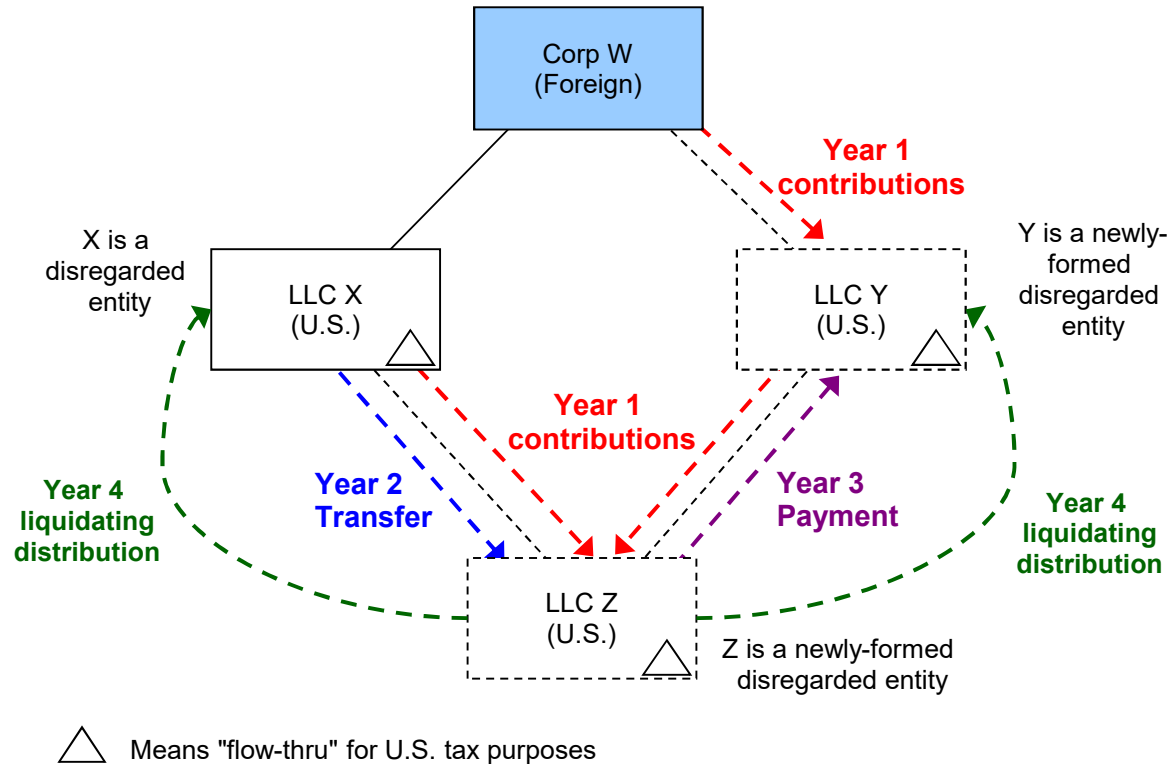 Corp W
(Foreign)
Year 1
contributions
X is a
disregarded
entity
Y is a newly-
formed
disregarded
entity
LLC X
(U.S.)
LLC Y
(U.S.)
Year 1
contributions
Year 2
Transfer
Year 3
Payment
Year 4
liquidating
distribution
Year 4
liquidating
distribution
LLC Z
(U.S.)
Z is a newly-formed
disregarded entity
Means "flow-thru" for U.S. tax purposes